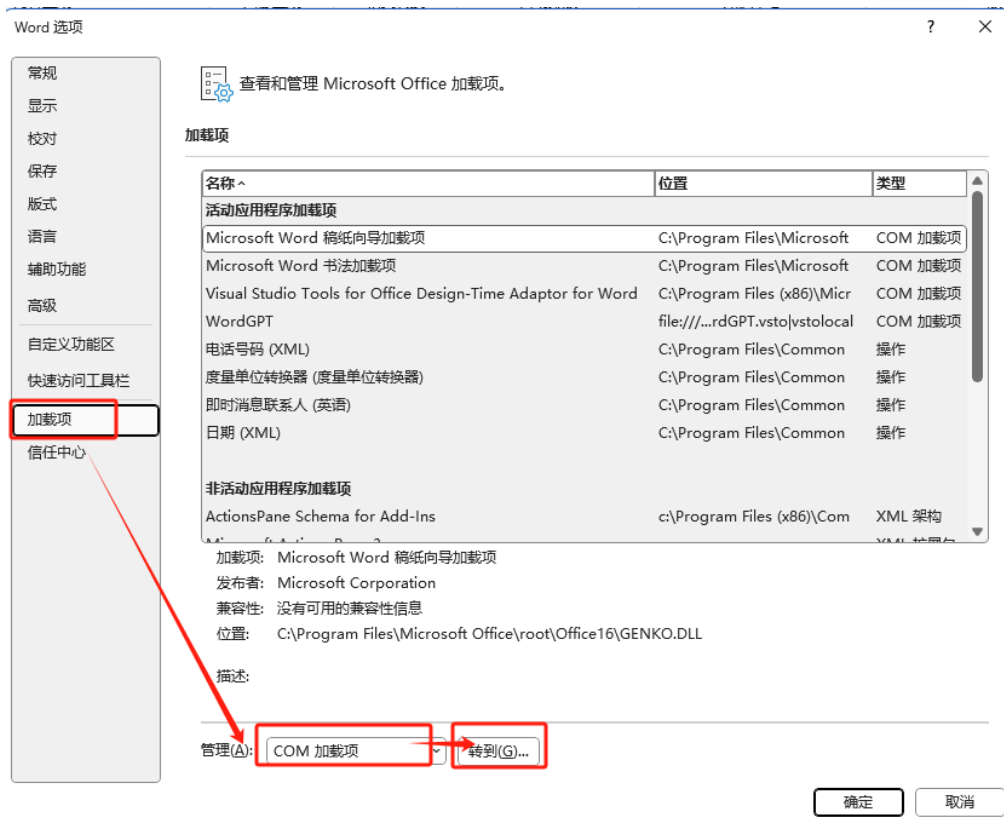 Word 选项
? ×
常规
显示
校对
保存
版式
语言
辅助功能
高级
自定义功能区
快速访问工具栏
加载项
信任中心
查看和管理 Microsoft Office 加载项。
加载项
名称 位置 类型
活动应用程序加载项
Microsoft Word 稿纸向导加载项 C:\Program Files\Microsoft COM 加载项
Microsoft Word 书法加载项 C:\Program Files\Microsoft COM 加载项
Visual Studio Tools for Office Design-Time Adaptor for Word C:\Program Files (x86)\Micr COM 加载项
WordGPT file:///...rdGPT.vsto|vstolocal COM 加载项
电话号码 (XML) C:\Program Files\Common 操作
度量单位转换器 (度量单位转换器) C:\Program Files\Common 操作
即时消息联系人 (英语) C:\Program Files\Common 操作
日期 (XML) C:\Program Files\Common 操作
非活动应用程序加载项
ActionsPane Schema for Add-Ins c:\Program Files (x86)\Com XML 架构
加载项: Microsoft Word 稿纸向导加载项
发布者: Microsoft Corporation
兼容性: 没有可用的兼容性信息
位置: C:\Program Files\Microsoft Office\root\Office16\GENKO.DLL
描述:
管理(A): COM 加载项 转到(G)...
确定 取消